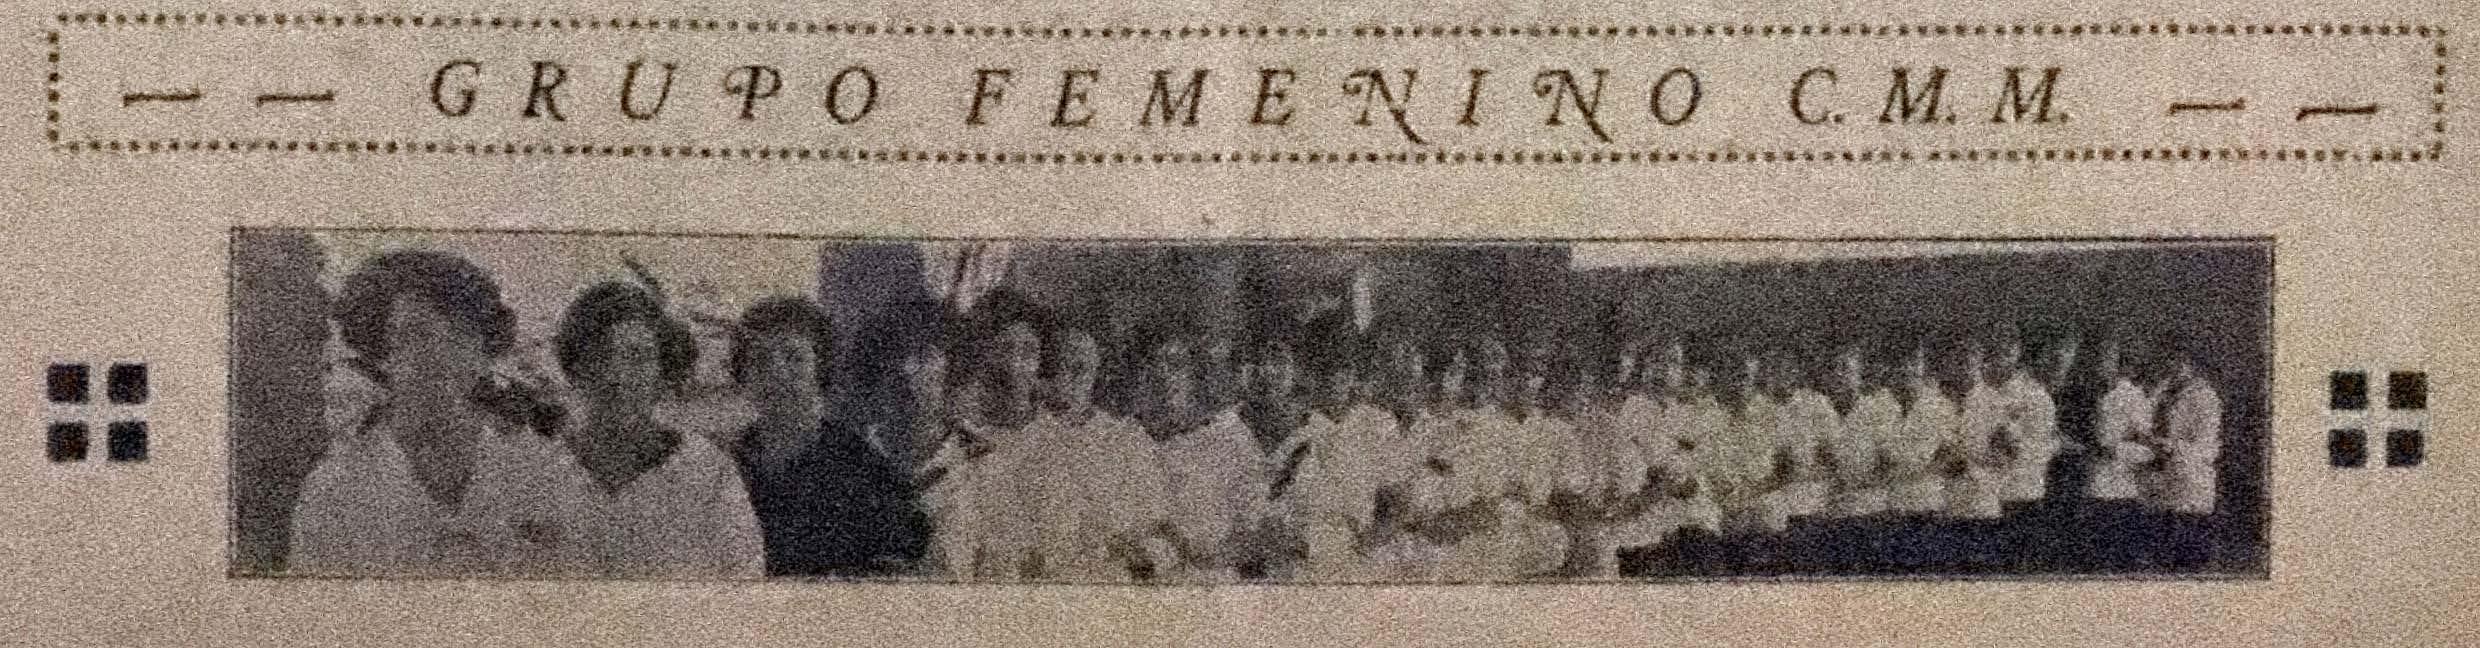 — — GRUPO FEMENINO C. M. M. — —